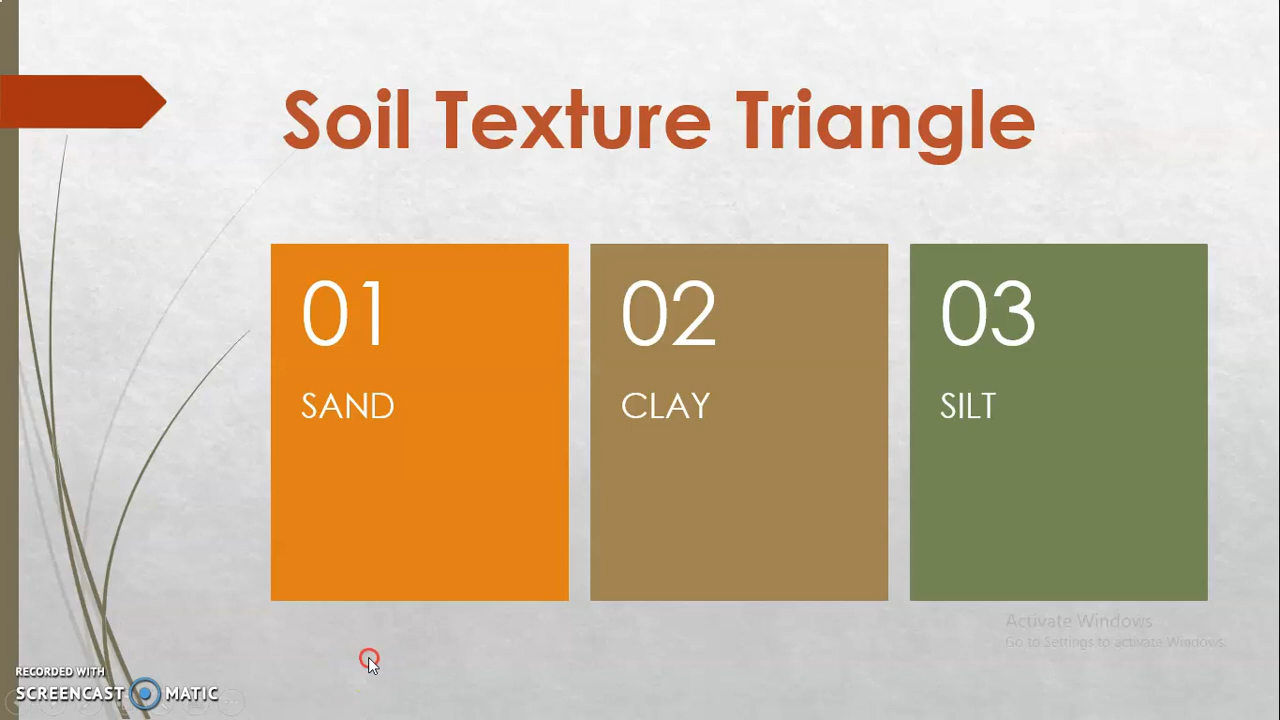 Soil Texture Triangle
01
SAND
02
CLAY
03
SILT
Activate Windows
Go to Settings to activate Windows.
RECORDED WITH
SCREENCAST MATIC